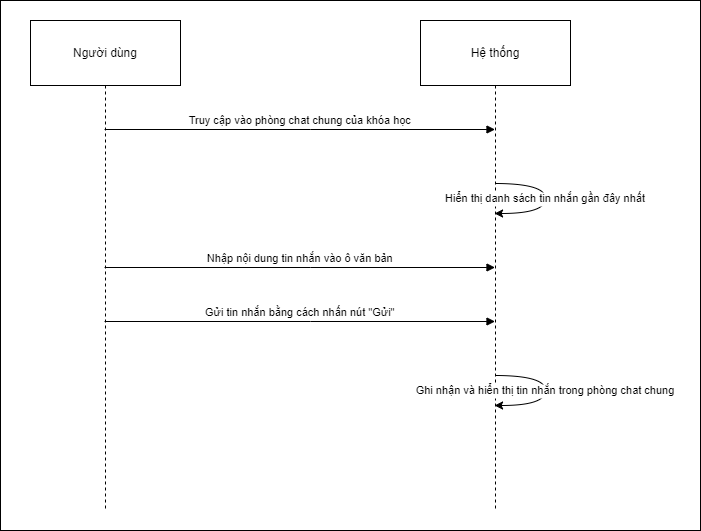 Người dùng
Hệ thống
Truy cập vào phòng chat chung của khóa học
Hiển thị danh sách tin nhắn gần đây nhất
Nhập nội dung tin nhắn vào ô văn bản
Gửi tin nhắn bằng cách nhấn nút "Gửi"
Ghi nhận và hiển thị tin nhắn trong phòng chat chung